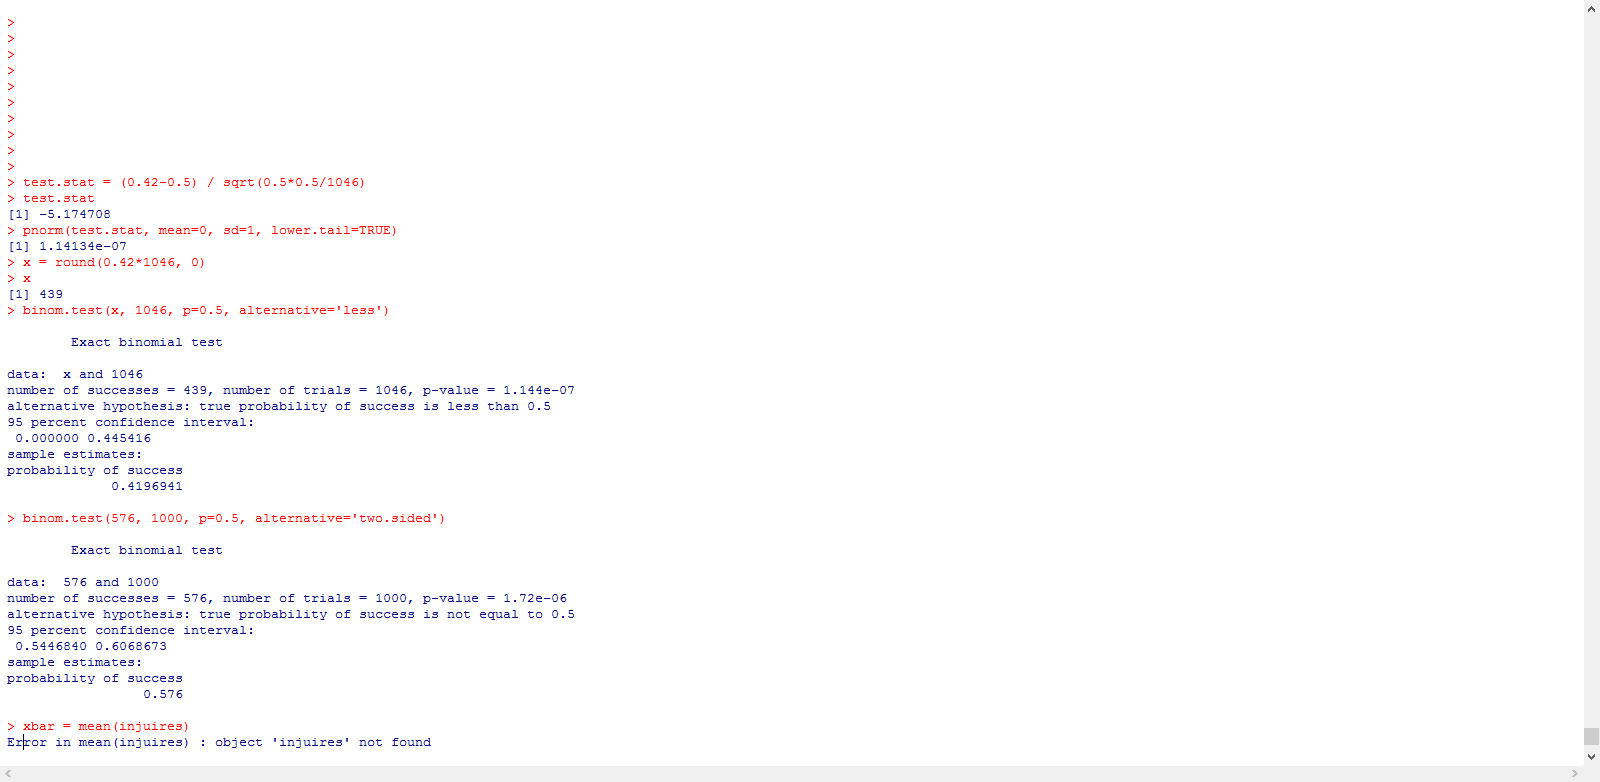 >
>
>
>
>
>
>
>
>
>
> test.stat = (0.42-0.5) / sqrt(0.5*0.5/1046)
> test.stat
[1] -5.174708
> pnorm(test.stat, mean=0, sd=1, lower.tail=TRUE)
[1] 1.14134e-07
> x = round(0.42*1046, 0)
> x
[1] 439
> binom.test(x, 1046, p=0.5, alternative='less')
Exact binomial test
data:  x and 1046
number of successes = 439, number of trials = 1046, p-value = 1.144e-07
alternative hypothesis: true probability of success is less than 0.5
95 percent confidence interval:
0.000000 0.445416
sample estimates:
probability of success
0.4196941
> binom.test(576, 1000, p=0.5, alternative='two.sided')
Exact binomial test
data:  576 and 1000
number of successes = 576, number of trials = 1000, p-value = 1.72e-06
alternative hypothesis: true probability of success is not equal to 0.5
95 percent confidence interval:
0.5446840 0.6068673
sample estimates:
probability of success
0.576
> xbar = mean(injuires)
Error in mean(injuires) : object 'injuires' not found